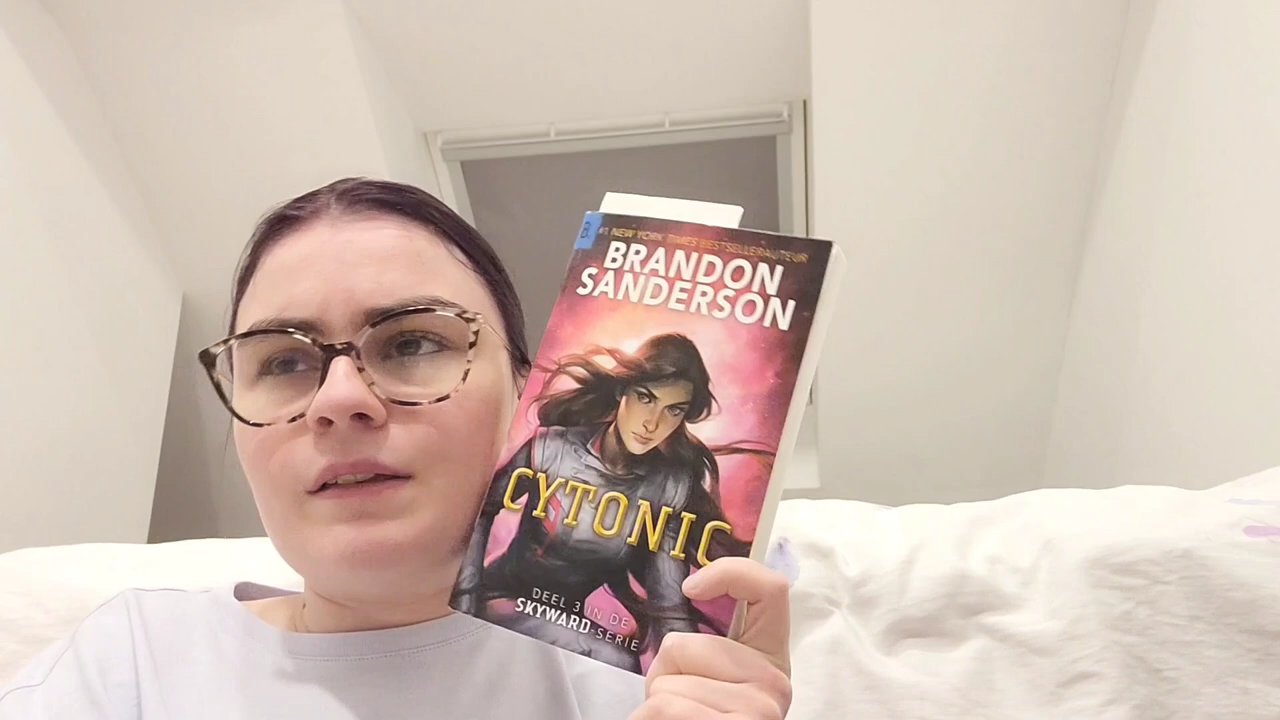 B.
#1 NEW YORK TIMES BESTSELLERAUTEUR
BRANDON
SANDERSON
CYTONIC
DEEL 3 IN DE
SKYWARD-SERIE